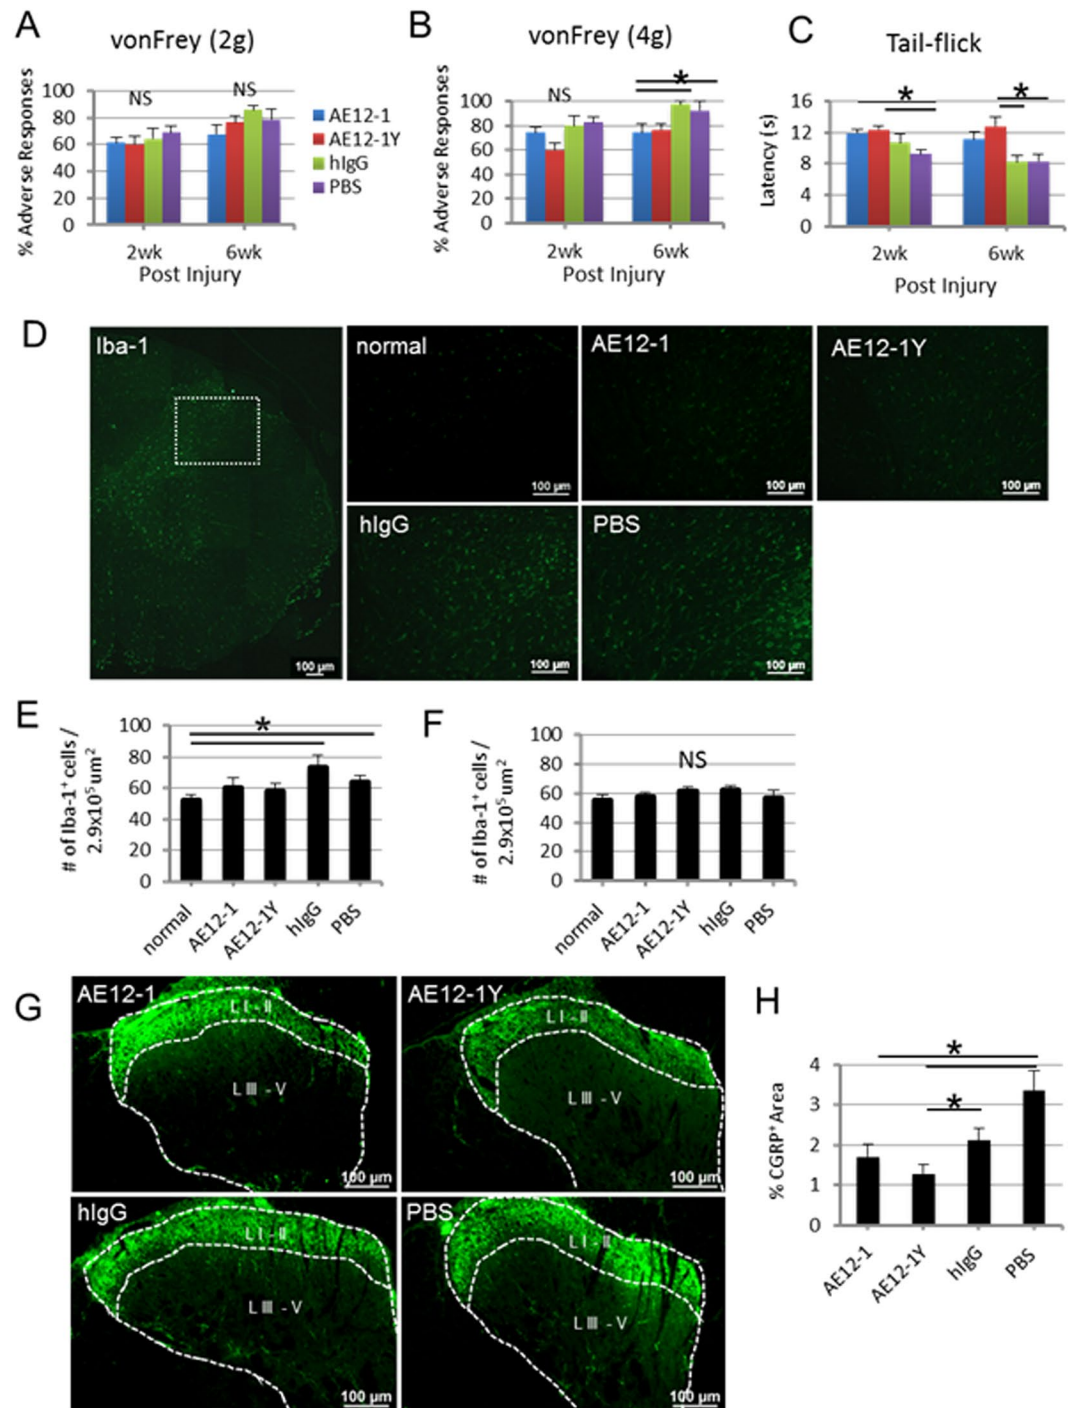 A
vonFrey (2g)
% Adverse Responses
100
80
60
40
20
0
NS
NS
2wk
6wk
Post Injury
AE12-1
AE12-1Y
hIgG
PBS
B
vonFrey (4g)
% Adverse Responses
100
80
60
40
20
0
NS
*
2wk
6wk
Post Injury
C
Tail-flick
Latency (s)
16
12
8
4
0
*
*
2wk
6wk
Post Injury
D
Iba-1
100 µm
normal
100 µm
AE12-1
100 µm
AE12-1Y
100 µm
hIgG
100 µm
PBS
100 µm
E
# of Iba-1⁺ cells /
2.9x10⁵um²
100
80
60
40
20
0
*
normal
AE12-1
AE12-1Y
hIgG
PBS
F
# of Iba-1⁺ cells /
2.9x10⁵um²
100
80
60
40
20
0
NS
normal
AE12-1
AE12-1Y
hIgG
PBS
G
AE12-1
L I - II
L III - V
100 µm
AE12-1Y
L I - II
L III - V
100 µm
hIgG
L I - II
L III - V
100 µm
PBS
L I - II
L III - V
100 µm
H
% CGRP⁺ Area
4
3
2
1
0
*
*
AE12-1
AE12-1Y
hIgG
PBS